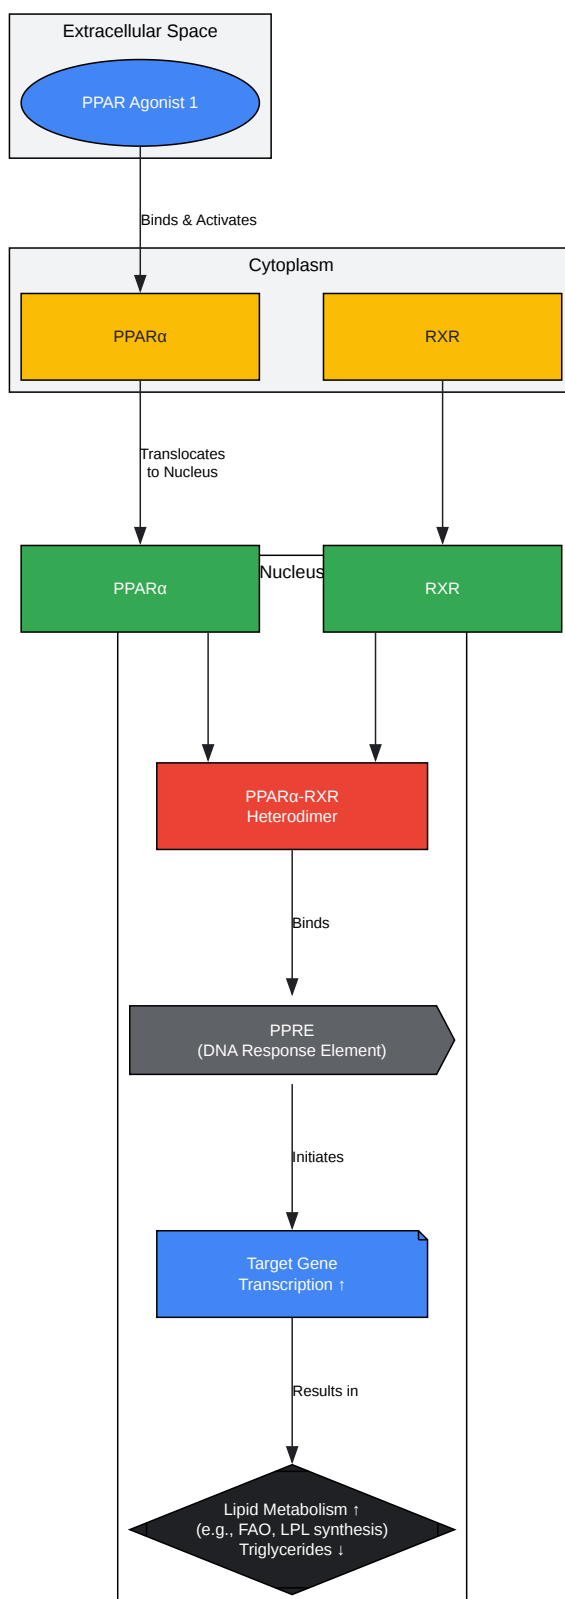 Extracellular Space
PPAR Agonist 1
Binds & Activates
Cytoplasm
PPARα
RXR
Translocates
to Nucleus
PPARα
Nucleus
RXR
PPARα-RXR
Heterodimer
Binds
PPRE
(DNA Response Element)
Initiates
Target Gene
Transcription ↑
Results in
Lipid Metabolism ↑
(e.g., FAO, LPL synthesis)
Triglycerides ↓